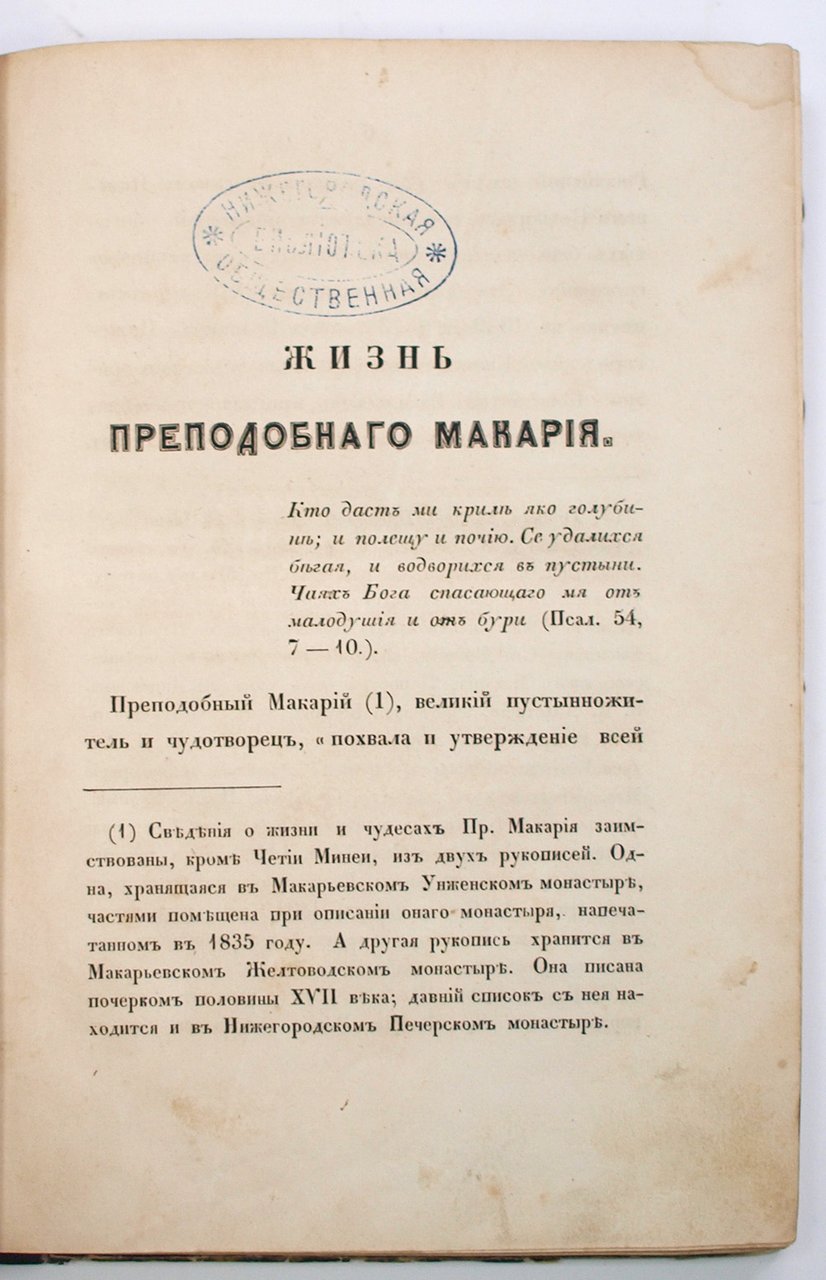 НИЖЕГОРОДСКАЯ
БИБЛІОТЕКА
ОБЩЕСТВЕННАЯ
ЖИЗНЬ
ПРЕПОДОБНАГО МАКАРІЯ.
Кто дастъ ми крилѣ яко голуби-
нѣ; и полещу и почію. Се удалихся
бѣгая, и водворихся въ пустыни.
Чаяхъ Бога спасающаго мя отъ
малодушія и отъ бури (Псал. 54,
7 — 10.).
Преподобный Макарій (1), великій пустынножи-
тель и чудотворецъ, « похвала и утвержденіе всей
(1) Свѣдѣнія о жизни и чудесахъ Пр. Макарія заим-
ствованы, кромѣ Четіи Минеи, изъ двухъ рукописей. Од-
на, хранящаяся въ Макарьевскомъ Унженскомъ монастырѣ,
частями помѣщена при описаніи онаго монастыря, напеча-
танномъ въ 1835 году. А другая рукопись хранится въ
Макарьевскомъ Желтоводскомъ монастырѣ. Она писана
почеркомъ половины XVII вѣка; давній списокъ съ нея на-
ходится и въ Нижегородскомъ Печерскомъ монастырѣ.